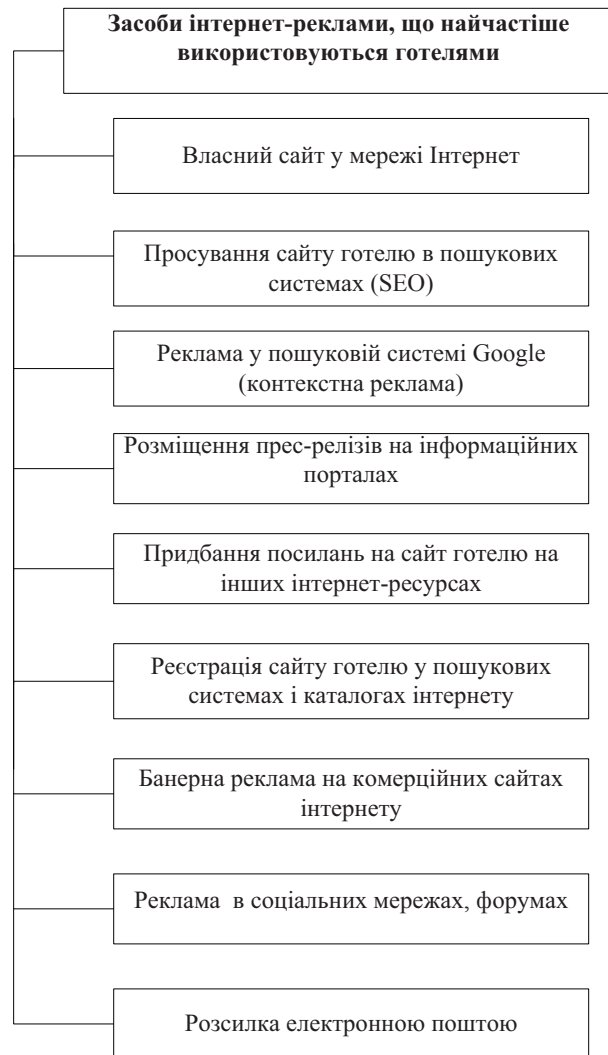 Засоби інтернет-реклами, що найчастіше
використовуються готелями
Власний сайт у мережі Інтернет
Просування сайту готелю в пошукових
системах (SEO)
Реклама у пошуковій системі Google
(контекстна реклама)
Розміщення прес-релізів на інформаційних
порталах
Придбання посилань на сайт готелю на
інших інтернет-ресурсах
Реєстрація сайту готелю у пошукових
системах і каталогах інтернету
Банерна реклама на комерційних сайтах
інтернету
Реклама  в соціальних мережах, форумах
Розсилка електронною поштою